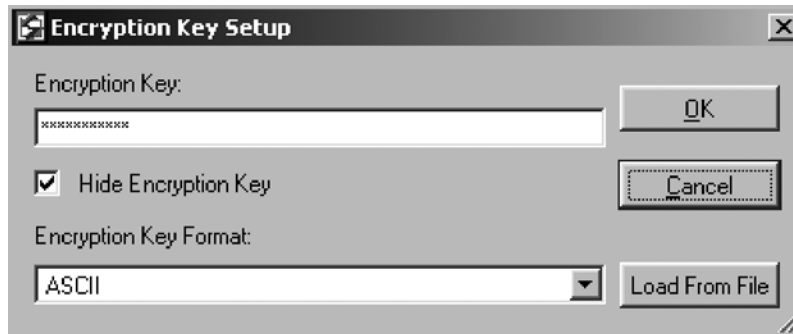 Encryption Key Setup
Encryption Key:
***********
OK
Hide Encryption Key
Cancel
Encryption Key Format:
ASCII
Load From File